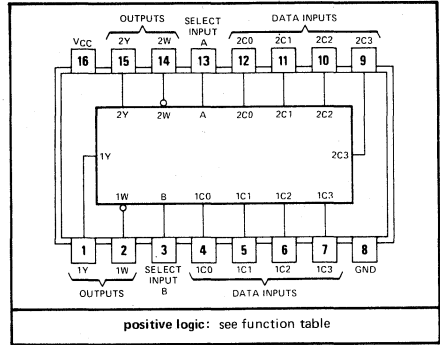 OUTPUTS SELECT INPUT A DATA INPUTS
VCC 2Y 2W 2C0 2C1 2C2 2C3
16 15 14 13 12 11 10 9
2Y 2W A 2C0 2C1 2C2
1Y 2C3
1W B 1C0 1C1 1C2 1C3
1 2 3 4 5 6 7 8
1Y 1W SELECT INPUT B 1C0 1C1 1C2 1C3 GND
OUTPUTS DATA INPUTS
positive logic: see function table